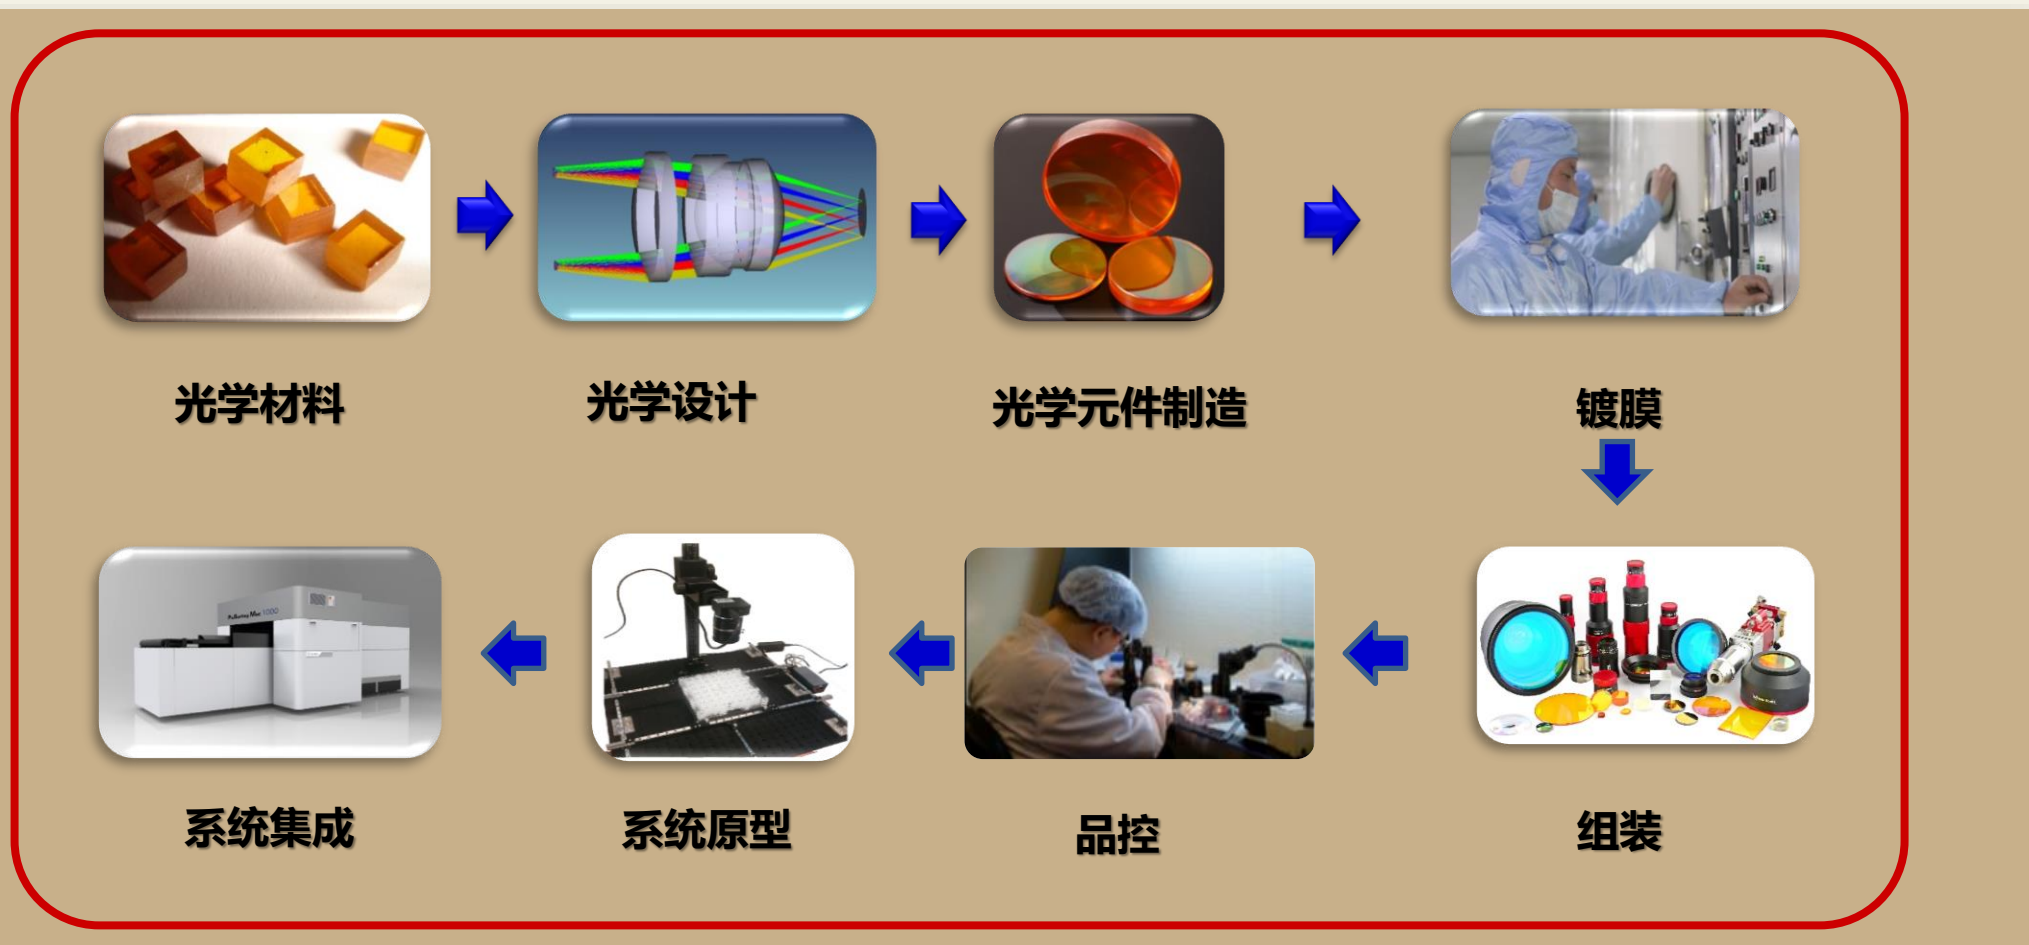 光学材料
光学设计
光学元件制造
镀膜
系统集成
系统原型
品控
组装